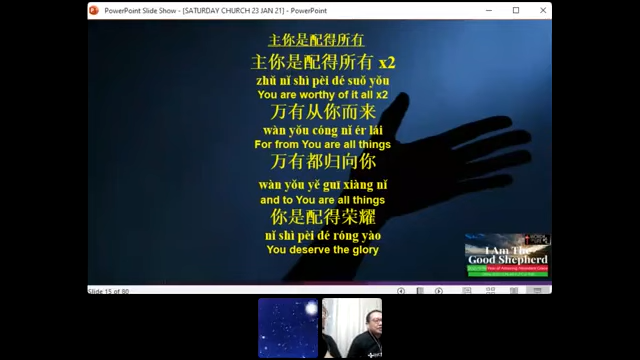 PowerPoint Slide Show - [SATURDAY CHURCH 23 JAN 21] - PowerPoint
主你是配得所有
主你是配得所有 x2
zhǔ nǐ shì pèi dé suǒ yǒu
You are worthy of it all x2
万有从你而来
wàn yǒu cóng nǐ ér lái
For from You are all things
万有都归向你
wàn yǒu yě guī xiàng nǐ
and to You are all things
你是配得荣耀
nǐ shì pèi dé róng yào
You deserve the glory
I Am The
Good Shepherd
Slide 15 of 80